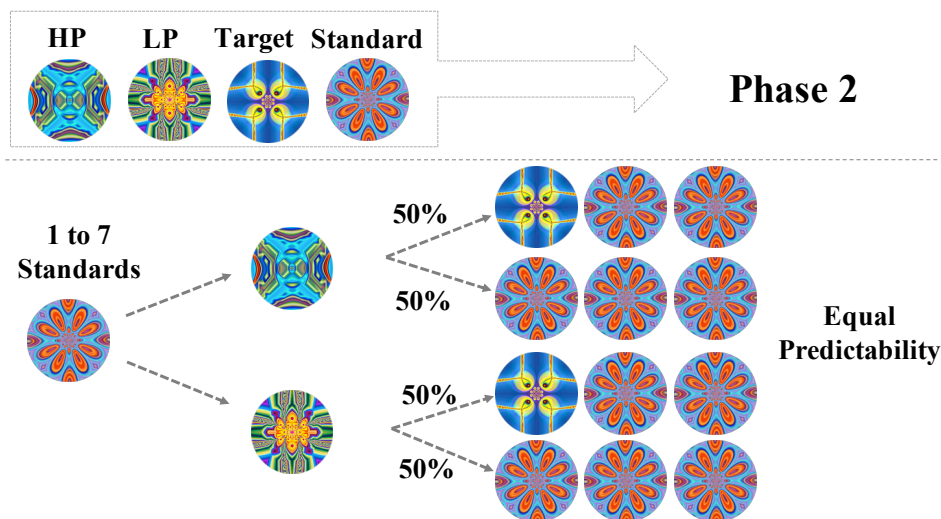 HP LP Target Standard
Phase 2
1 to 7
Standards
50%
50%
50%
50%
Equal
Predictability